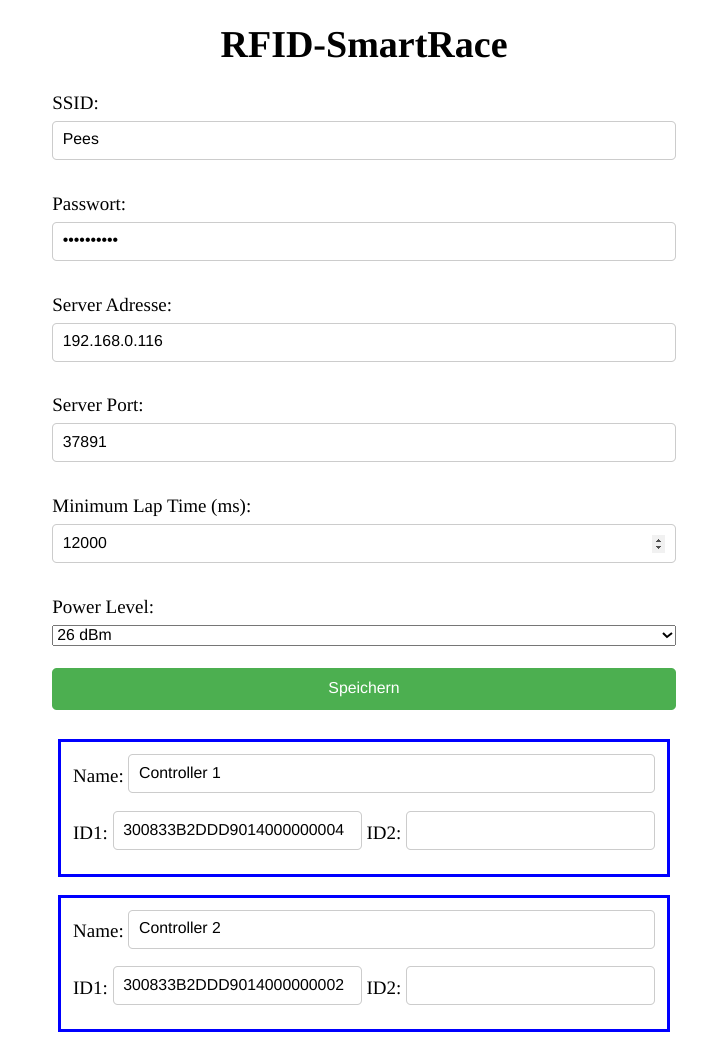 RFID-SmartRace
SSID:
Pees
Passwort:
••••••••••
Server Adresse:
192.168.0.116
Server Port:
37891
Minimum Lap Time (ms):
12000
Power Level:
26 dBm
Speichern
Name: Controller 1
ID1: 300833B2DDD9014000000004 ID2:
Name: Controller 2
ID1: 300833B2DDD9014000000002 ID2: